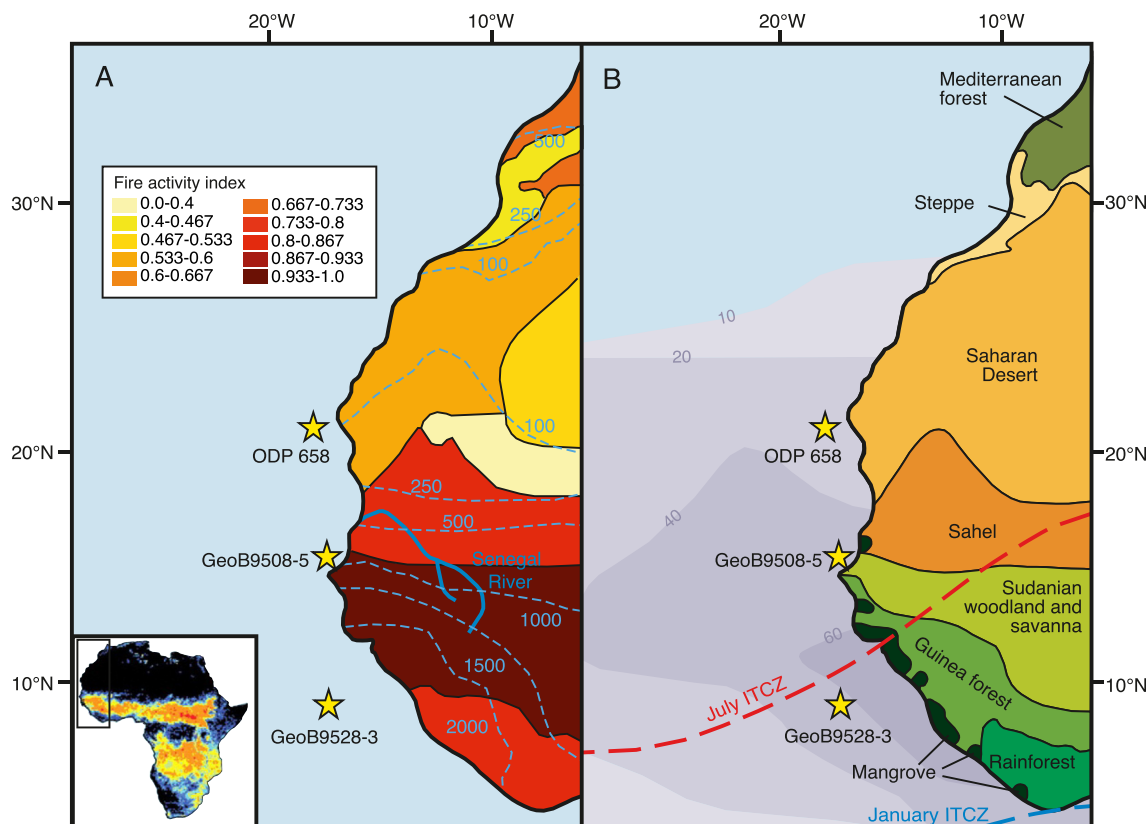 20°W
10°W
20°W
10°W
A
B
Mediterranean
forest
500
Fire activity index
0.0-0.4
0.4-0.467
0.467-0.533
0.533-0.6
0.6-0.667
0.667-0.733
0.733-0.8
0.8-0.867
0.867-0.933
0.933-1.0
30°N
30°N
Steppe
250
100
10
20
Saharan
Desert
100
ODP 658
ODP 658
20°N
20°N
250
500
40
Sahel
GeoB9508-5
GeoB9508-5
Senegal
River
Sudanian
woodland and
savanna
1000
60
1500
Guinea forest
10°N
10°N
July ITCZ
2000
GeoB9528-3
GeoB9528-3
Rainforest
Mangrove
January ITCZ